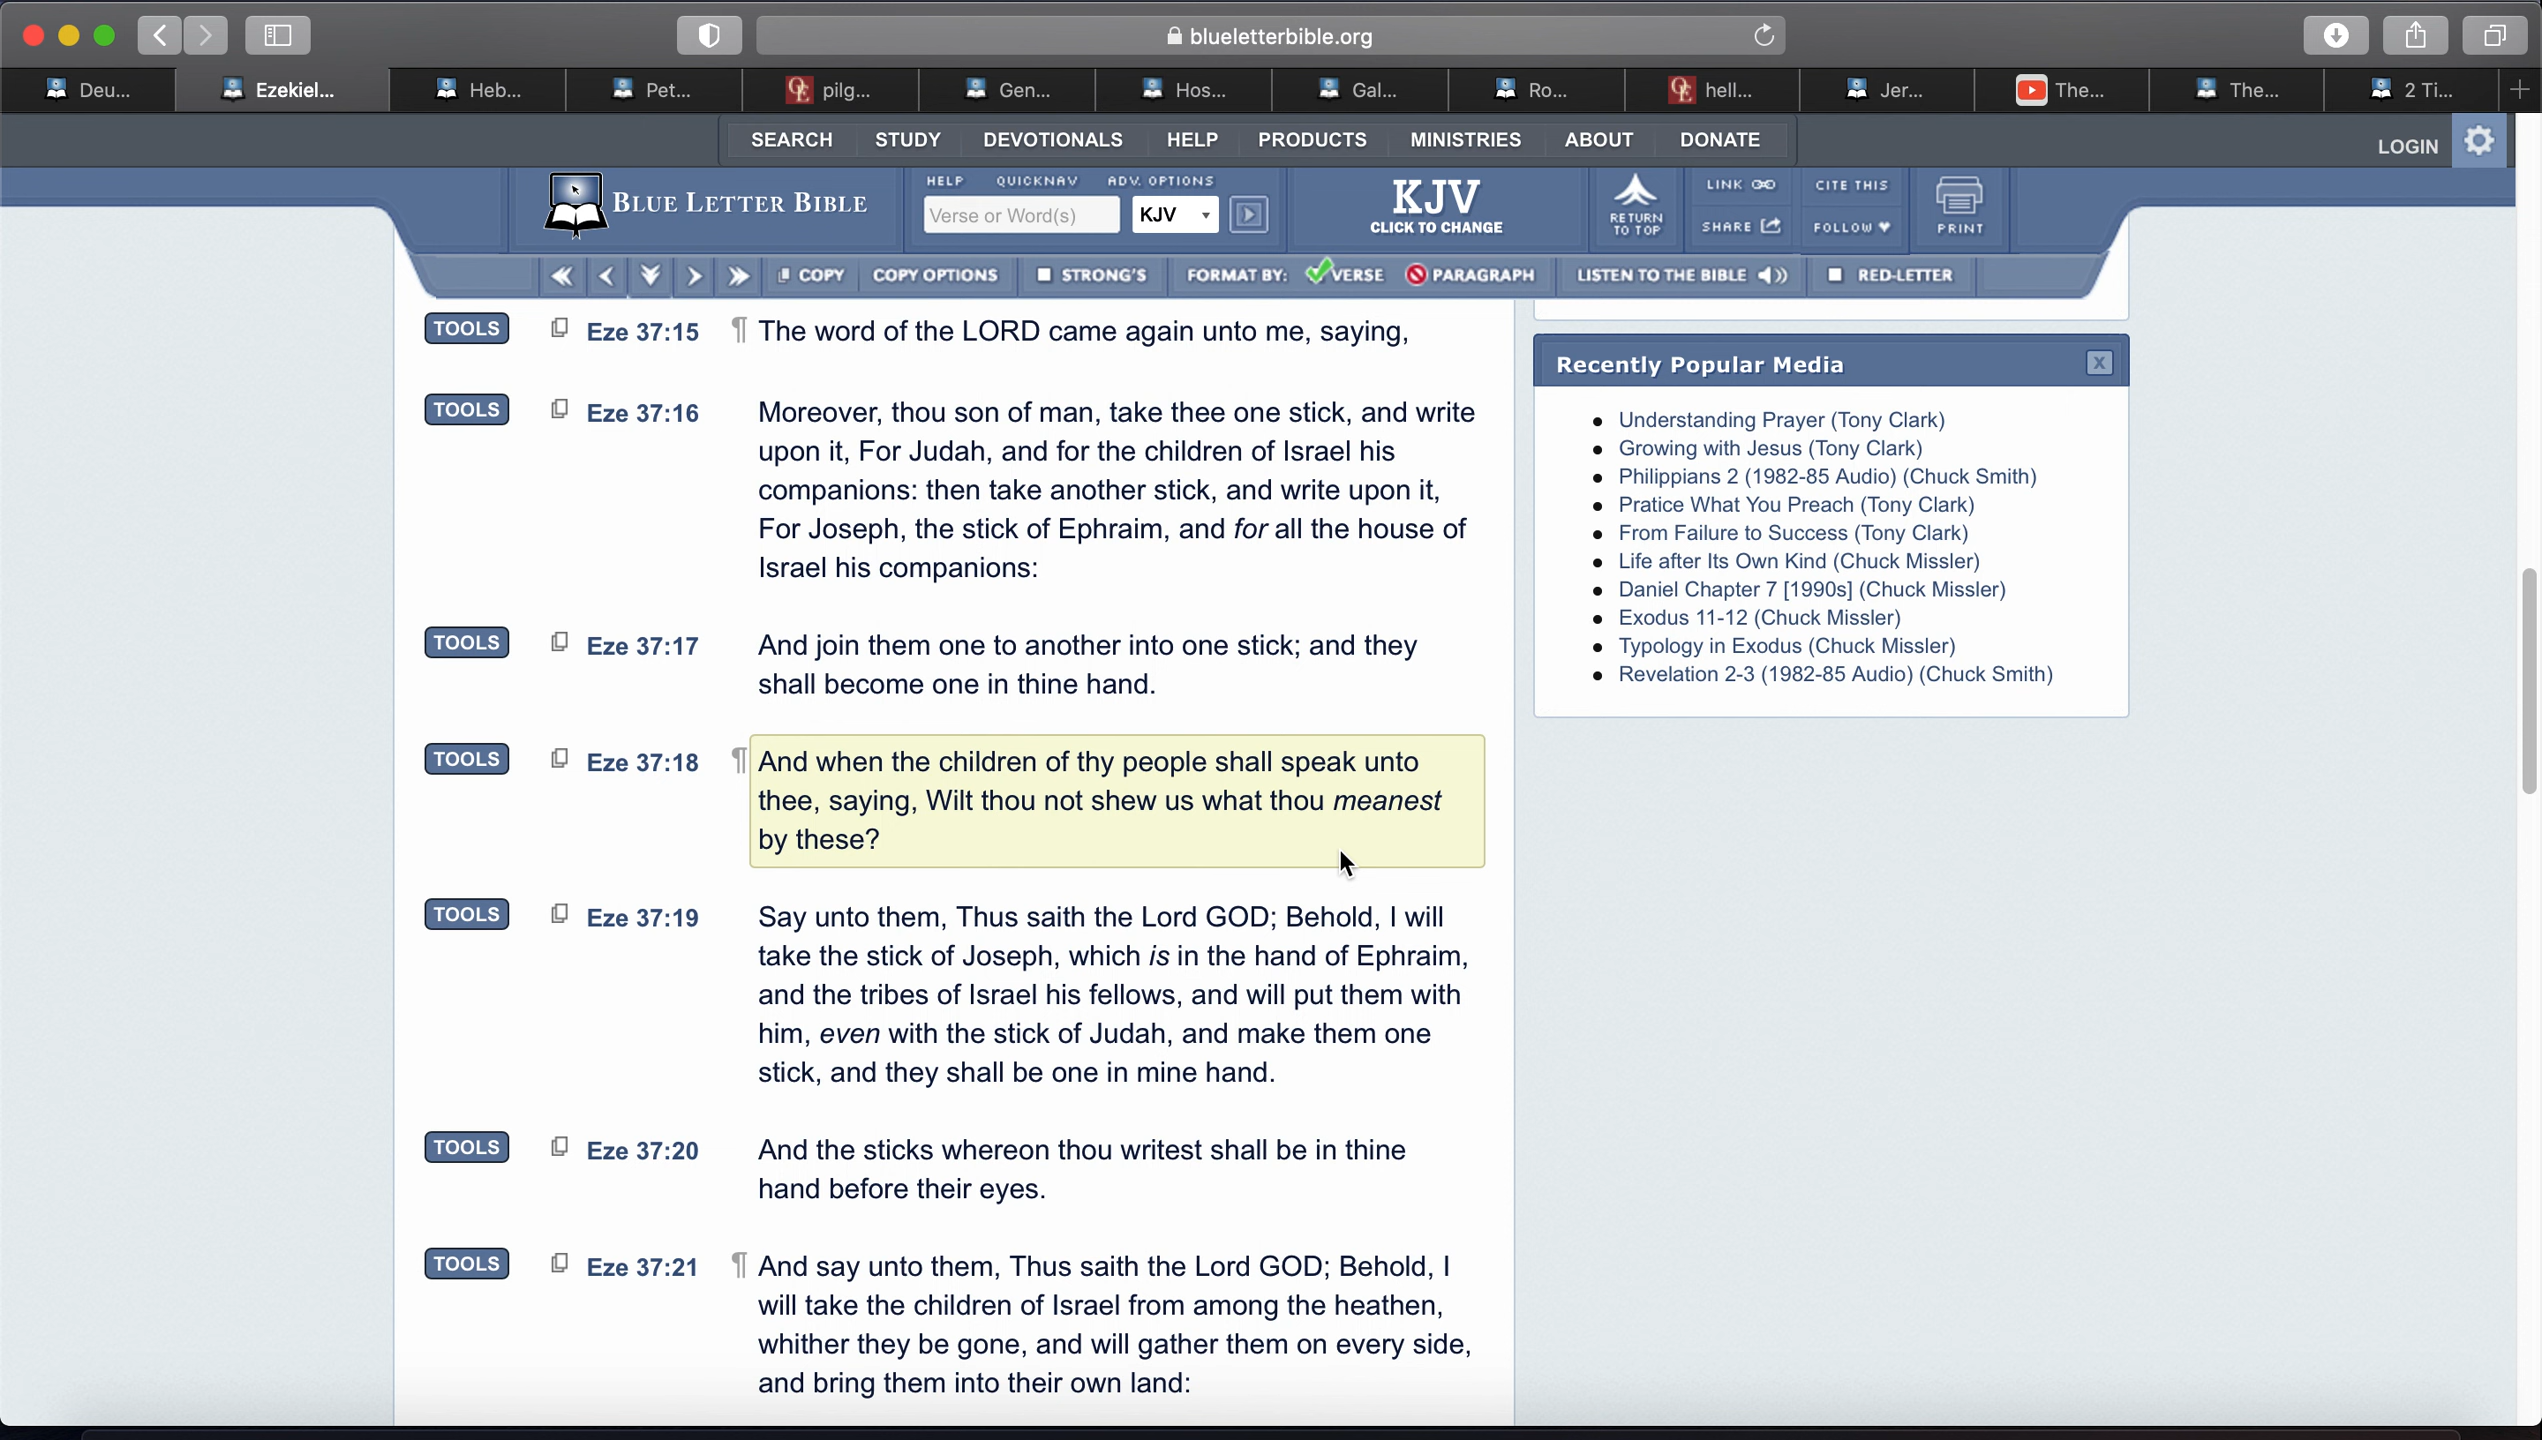 blueletterbible.org
Deu... Ezekiel... Heb... Pet... pilg... Gen... Hos... Gal... Ro... hell... Jer... The... The... 2 Ti...
SEARCH STUDY DEVOTIONALS HELP PRODUCTS MINISTRIES ABOUT DONATE LOGIN
BLUE LETTER BIBLE
HELP QUICKNAV ADV. OPTIONS
Verse or Word(s) KJV
KJV
CLICK TO CHANGE
RETURN
TO TOP
LINK CITE THIS
SHARE FOLLOW PRINT
COPY COPY OPTIONS STRONG'S FORMAT BY: VERSE PARAGRAPH LISTEN TO THE BIBLE RED-LETTER
TOOLS Eze 37:15 ¶ The word of the LORD came again unto me, saying,
TOOLS Eze 37:16 Moreover, thou son of man, take thee one stick, and write
upon it, For Judah, and for the children of Israel his
companions: then take another stick, and write upon it,
For Joseph, the stick of Ephraim, and for all the house of
Israel his companions:
TOOLS Eze 37:17 And join them one to another into one stick; and they
shall become one in thine hand.
TOOLS Eze 37:18 ¶ And when the children of thy people shall speak unto
thee, saying, Wilt thou not shew us what thou meanest
by these?
TOOLS Eze 37:19 Say unto them, Thus saith the Lord GOD; Behold, I will
take the stick of Joseph, which is in the hand of Ephraim,
and the tribes of Israel his fellows, and will put them with
him, even with the stick of Judah, and make them one
stick, and they shall be one in mine hand.
TOOLS Eze 37:20 And the sticks whereon thou writest shall be in thine
hand before their eyes.
TOOLS Eze 37:21 ¶ And say unto them, Thus saith the Lord GOD; Behold, I
will take the children of Israel from among the heathen,
whither they be gone, and will gather them on every side,
and bring them into their own land:
Recently Popular Media X
Understanding Prayer (Tony Clark)
Growing with Jesus (Tony Clark)
Philippians 2 (1982-85 Audio) (Chuck Smith)
Pratice What You Preach (Tony Clark)
From Failure to Success (Tony Clark)
Life after Its Own Kind (Chuck Missler)
Daniel Chapter 7 [1990s] (Chuck Missler)
Exodus 11-12 (Chuck Missler)
Typology in Exodus (Chuck Missler)
Revelation 2-3 (1982-85 Audio) (Chuck Smith)